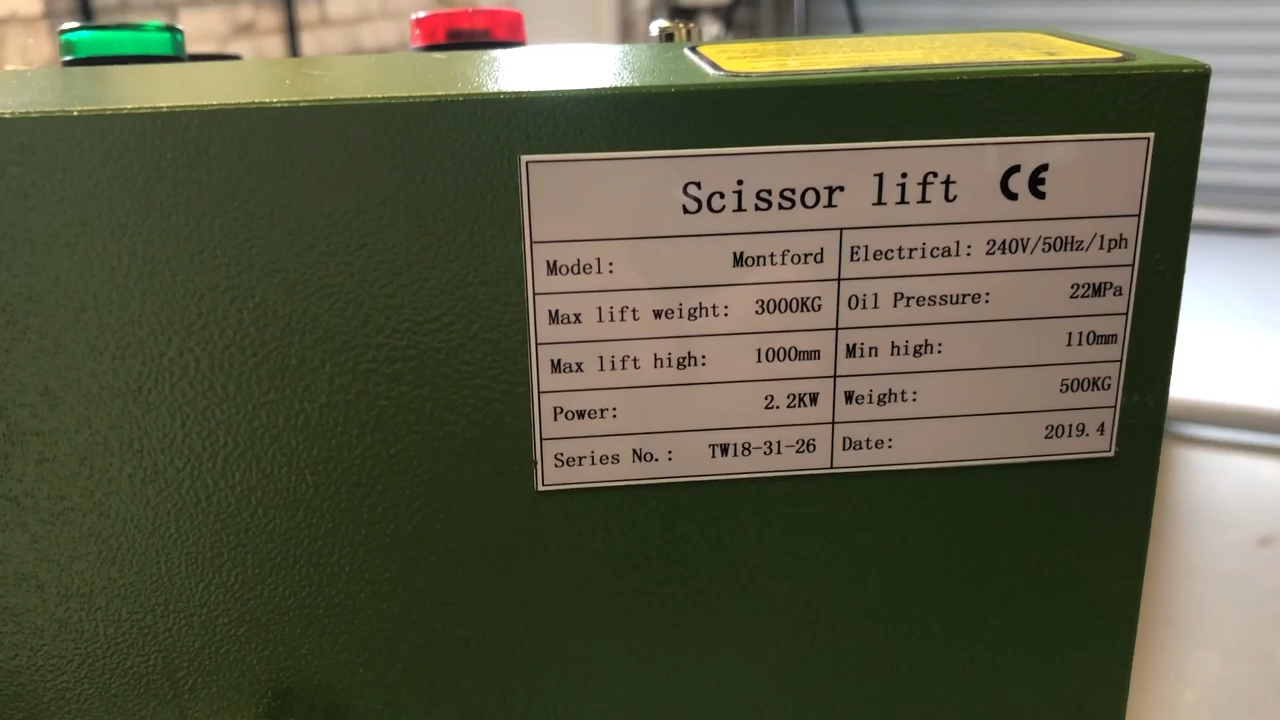 Scissor lift CE
Model: Montford Electrical: 240V/50Hz/1ph
Max lift weight: 3000KG Oil Pressure: 22MPa
Max lift high: 1000mm Min high: 110mm
Power: 2.2KW Weight: 500KG
Series No.: TW18-31-26 Date: 2019.4